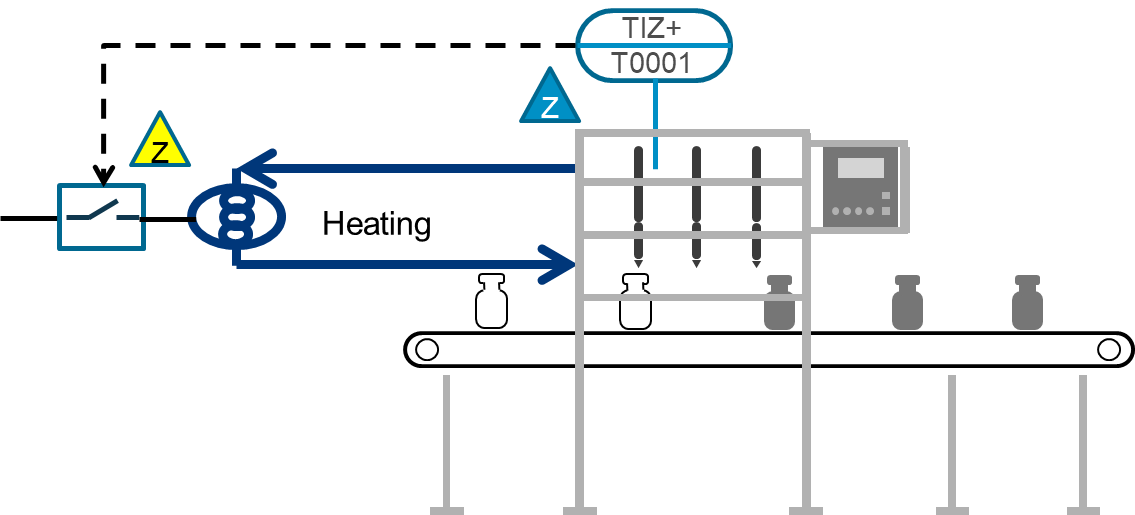 TIZ+
T0001
Z
Z
Heating